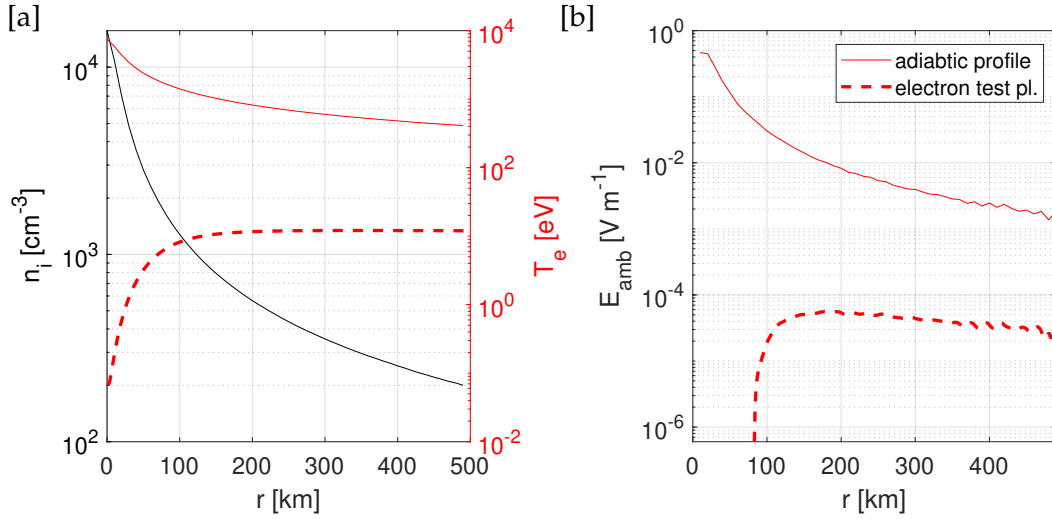 [a]
10^4
10^3
10^2
n_i [cm^-3]
10^4
10^2
10^0
10^-2
T_e [eV]
0 100 200 300 400 500
r [km]
[b]
10^0
10^-2
10^-4
10^-6
E_amb [V m^-1]
adiabtic profile
electron test pl.
0 100 200 300 400
r [km]